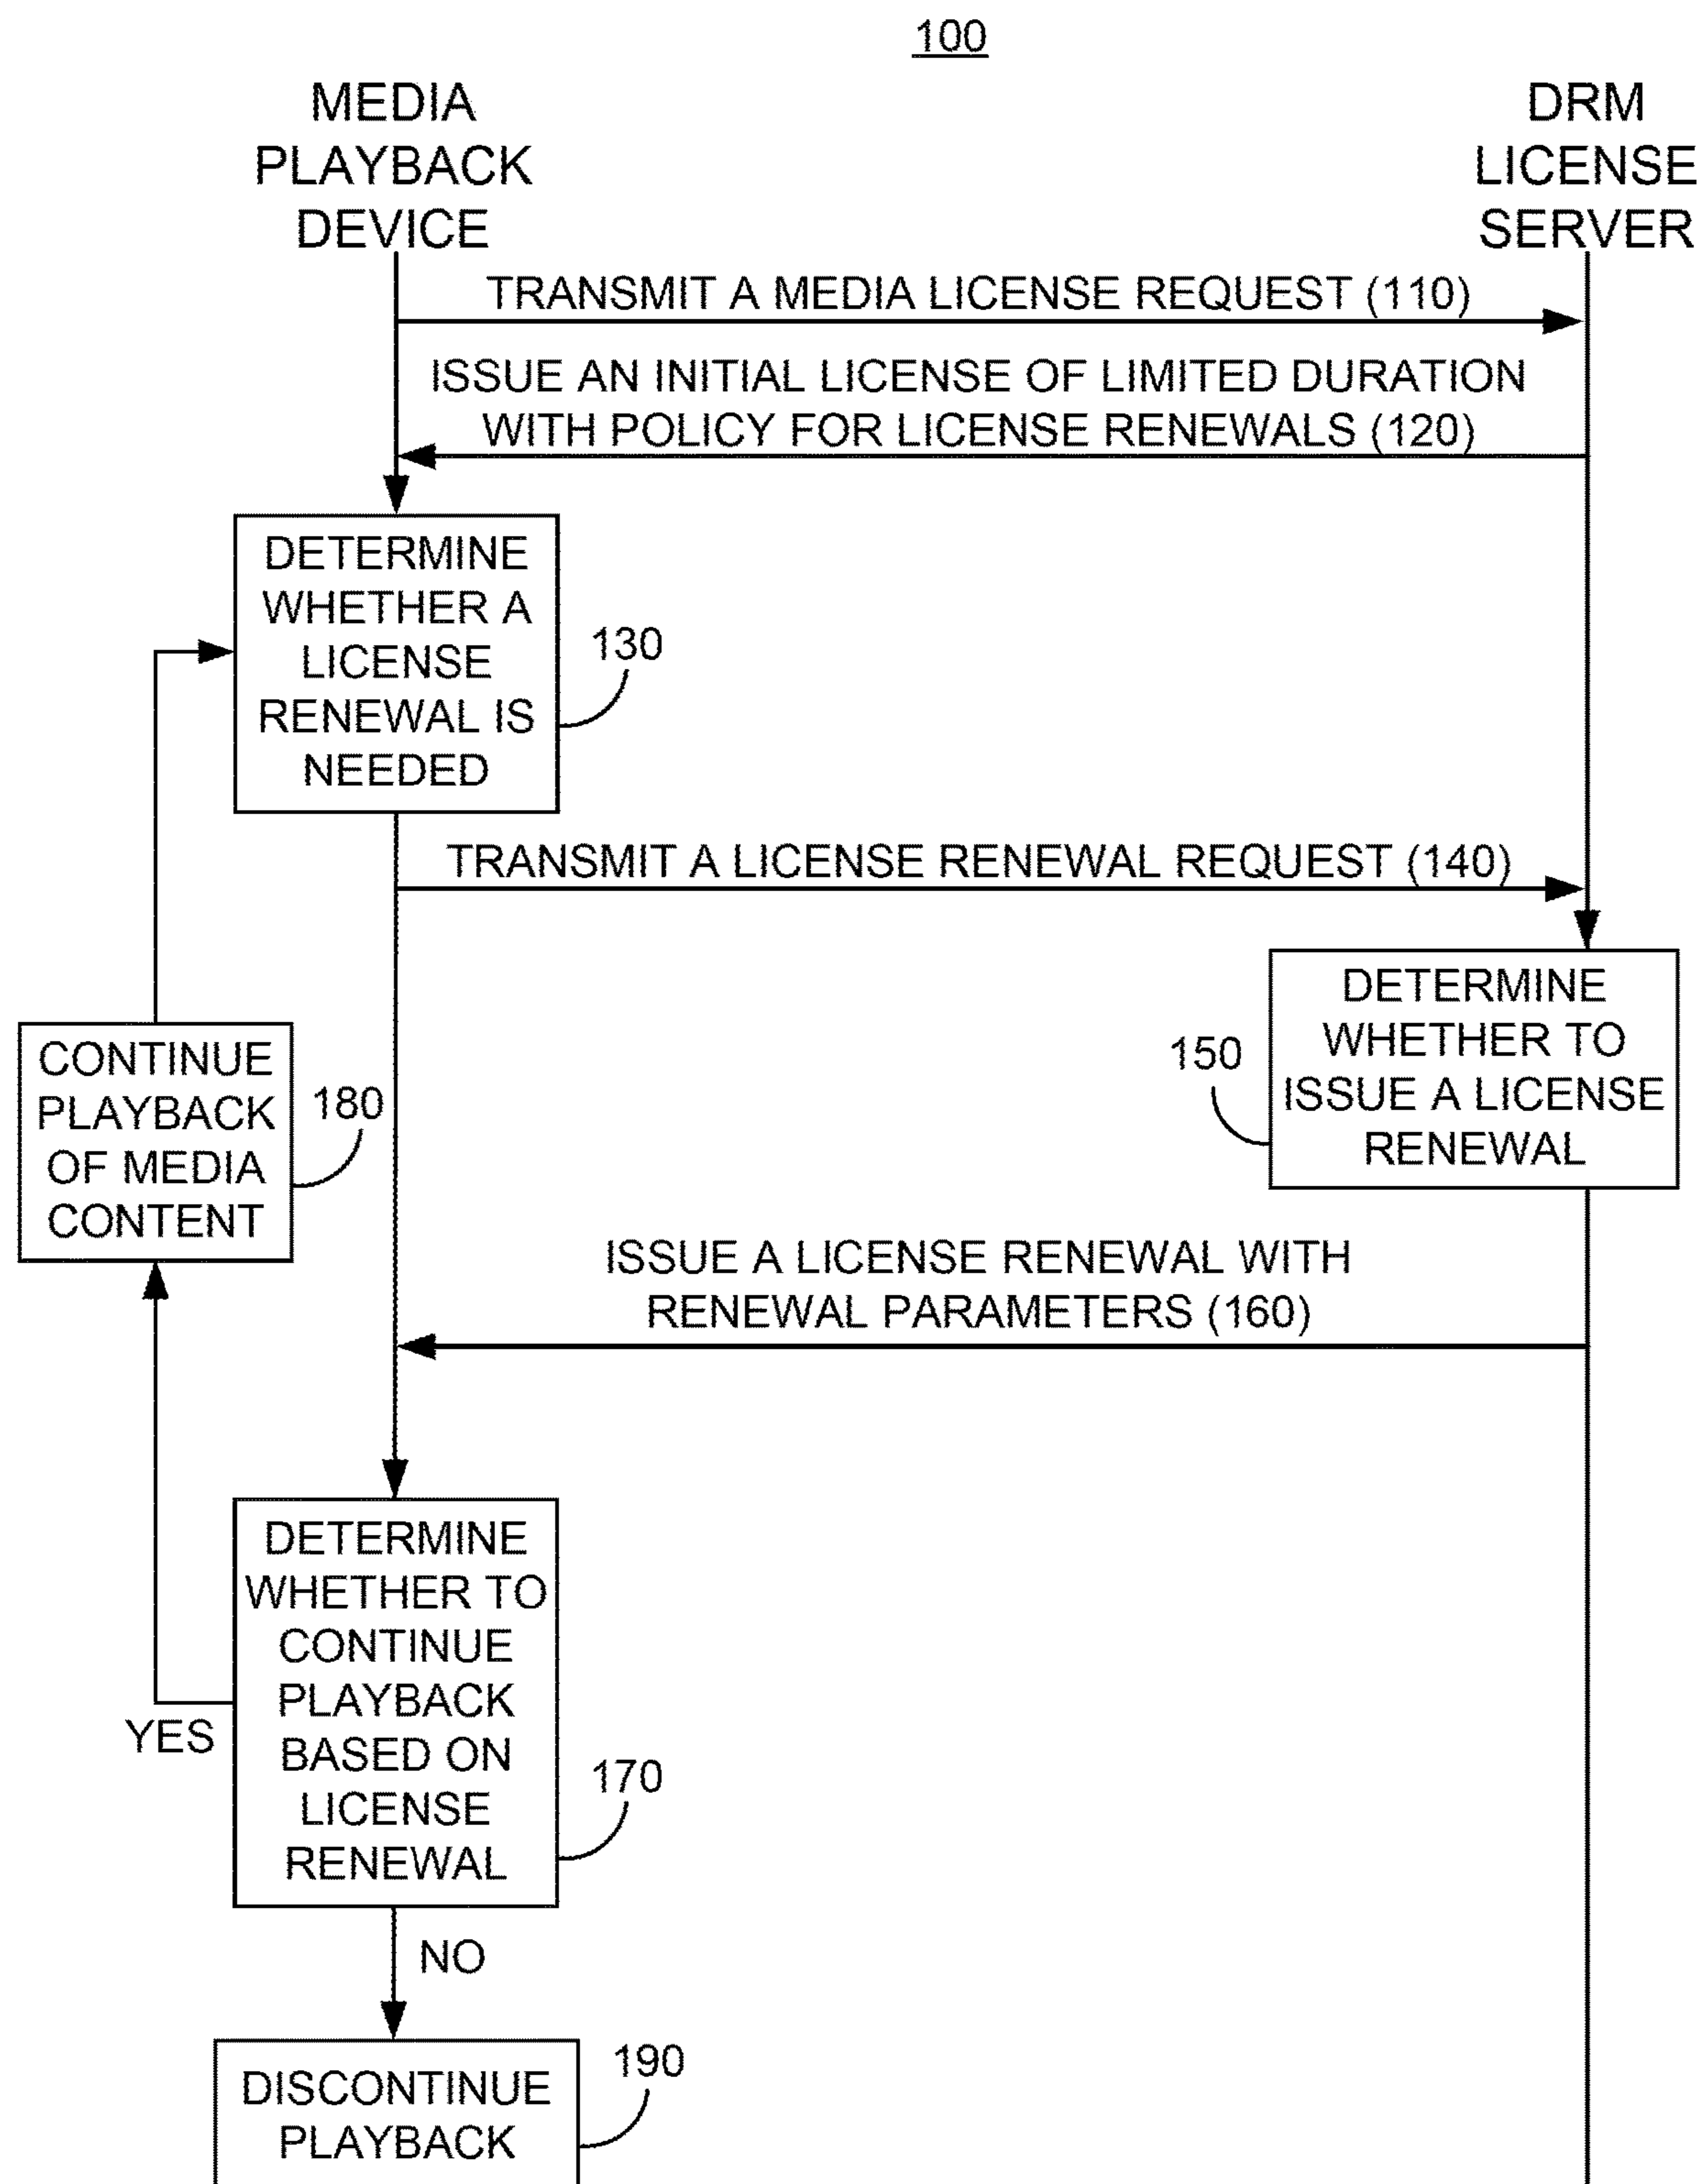 100
MEDIA
PLAYBACK
DEVICE
DRM
LICENSE
SERVER
TRANSMIT A MEDIA LICENSE REQUEST (110)
ISSUE AN INITIAL LICENSE OF LIMITED DURATION
WITH POLICY FOR LICENSE RENEWALS (120)
DETERMINE
WHETHER A
LICENSE
RENEWAL IS
NEEDED
130
TRANSMIT A LICENSE RENEWAL REQUEST (140)
DETERMINE
WHETHER TO
ISSUE A LICENSE
RENEWAL
150
CONTINUE
PLAYBACK
OF MEDIA
CONTENT
180
ISSUE A LICENSE RENEWAL WITH
RENEWAL PARAMETERS (160)
DETERMINE
WHETHER TO
CONTINUE
PLAYBACK
BASED ON
LICENSE
RENEWAL
170
YES
NO
DISCONTINUE
PLAYBACK
190